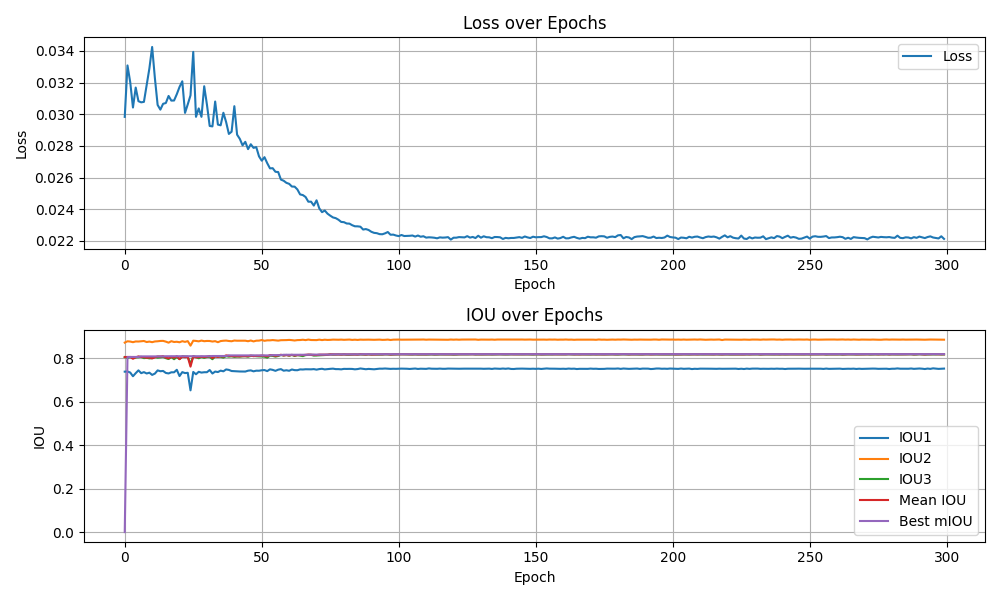 Loss over Epochs
0.034
0.032
0.030
0.028
0.026
0.024
0.022
Loss
Loss
0 50 100 150 200 250 300
Epoch
IOU over Epochs
0.8
0.6
0.4
0.2
0.0
IOU
IOU1
IOU2
IOU3
Mean IOU
Best mIOU
0 50 100 150 200 250 300
Epoch